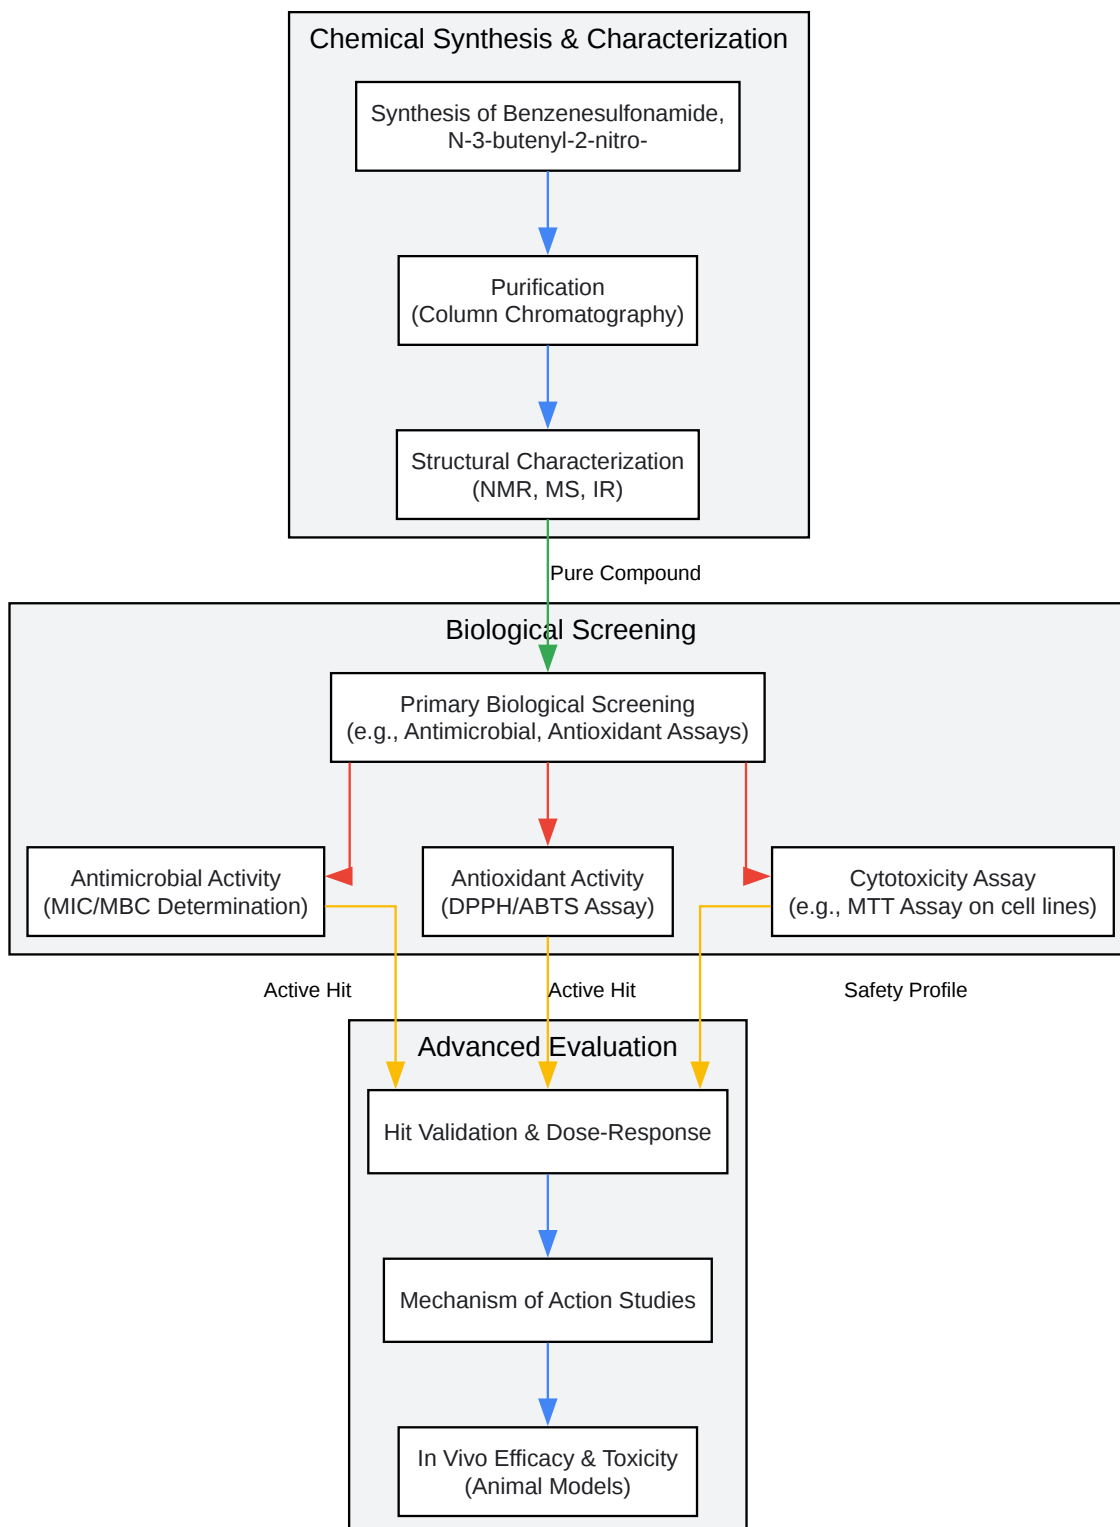 Chemical Synthesis & Characterization
Synthesis of Benzenesulfonamide,
N-3-butenyl-2-nitro-
Purification
(Column Chromatography)
Structural Characterization
(NMR, MS, IR)
Pure Compound
Biological Screening
Primary Biological Screening
(e.g., Antimicrobial, Antioxidant Assays)
Antimicrobial Activity
(MIC/MBC Determination)
Antioxidant Activity
(DPPH/ABTS Assay)
Cytotoxicity Assay
(e.g., MTT Assay on cell lines)
Active Hit
Active Hit
Safety Profile
Advanced Evaluation
Hit Validation & Dose-Response
Mechanism of Action Studies
In Vivo Efficacy & Toxicity
(Animal Models)